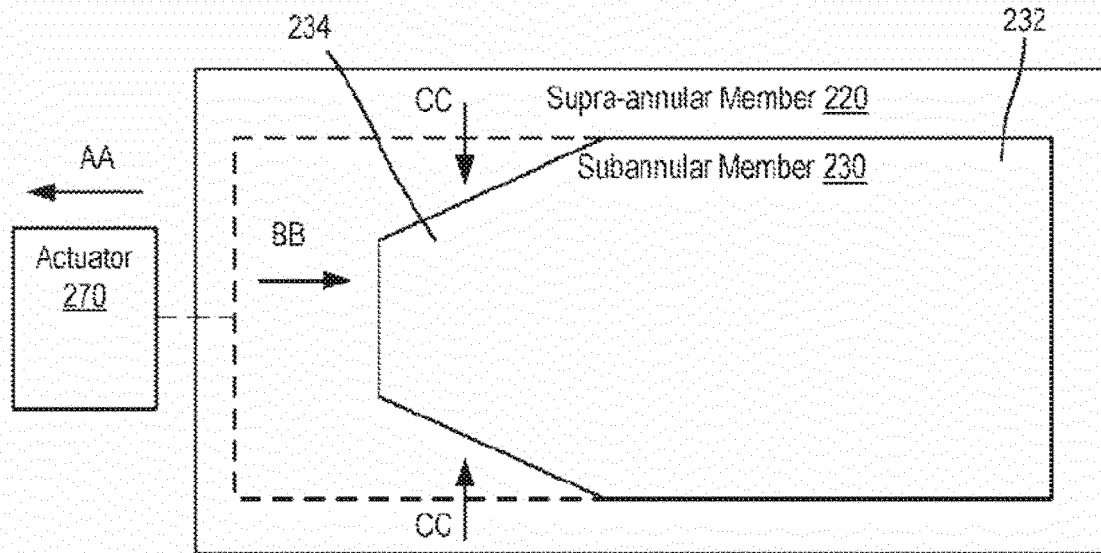 234
232
CC
Supra-annular Member 220
AA
Subannular Member 230
BB
Actuator
270
CC